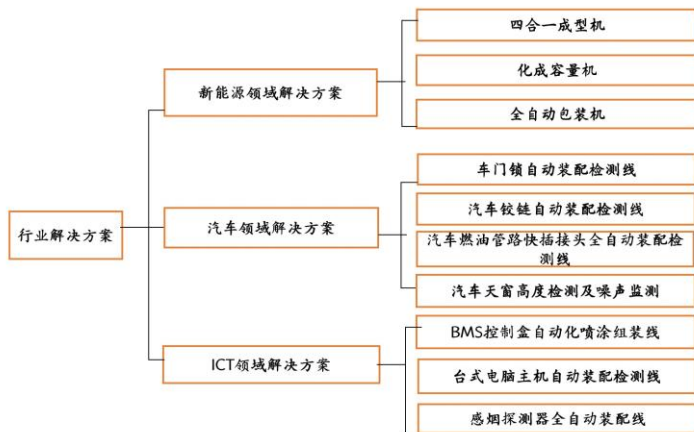 行业解决方案
新能源领域解决方案
四合一成型机
化成容量机
全自动包装机
汽车领域解决方案
车门锁自动装配检测线
汽车铰链自动装配检测线
汽车燃油管路快插接头全自动装配检
测线
汽车天窗高度检测及噪声监测
ICT领域解决方案
BMS控制盒自动化喷涂组装线
台式电脑主机自动装配检测线
感烟探测器全自动装配线